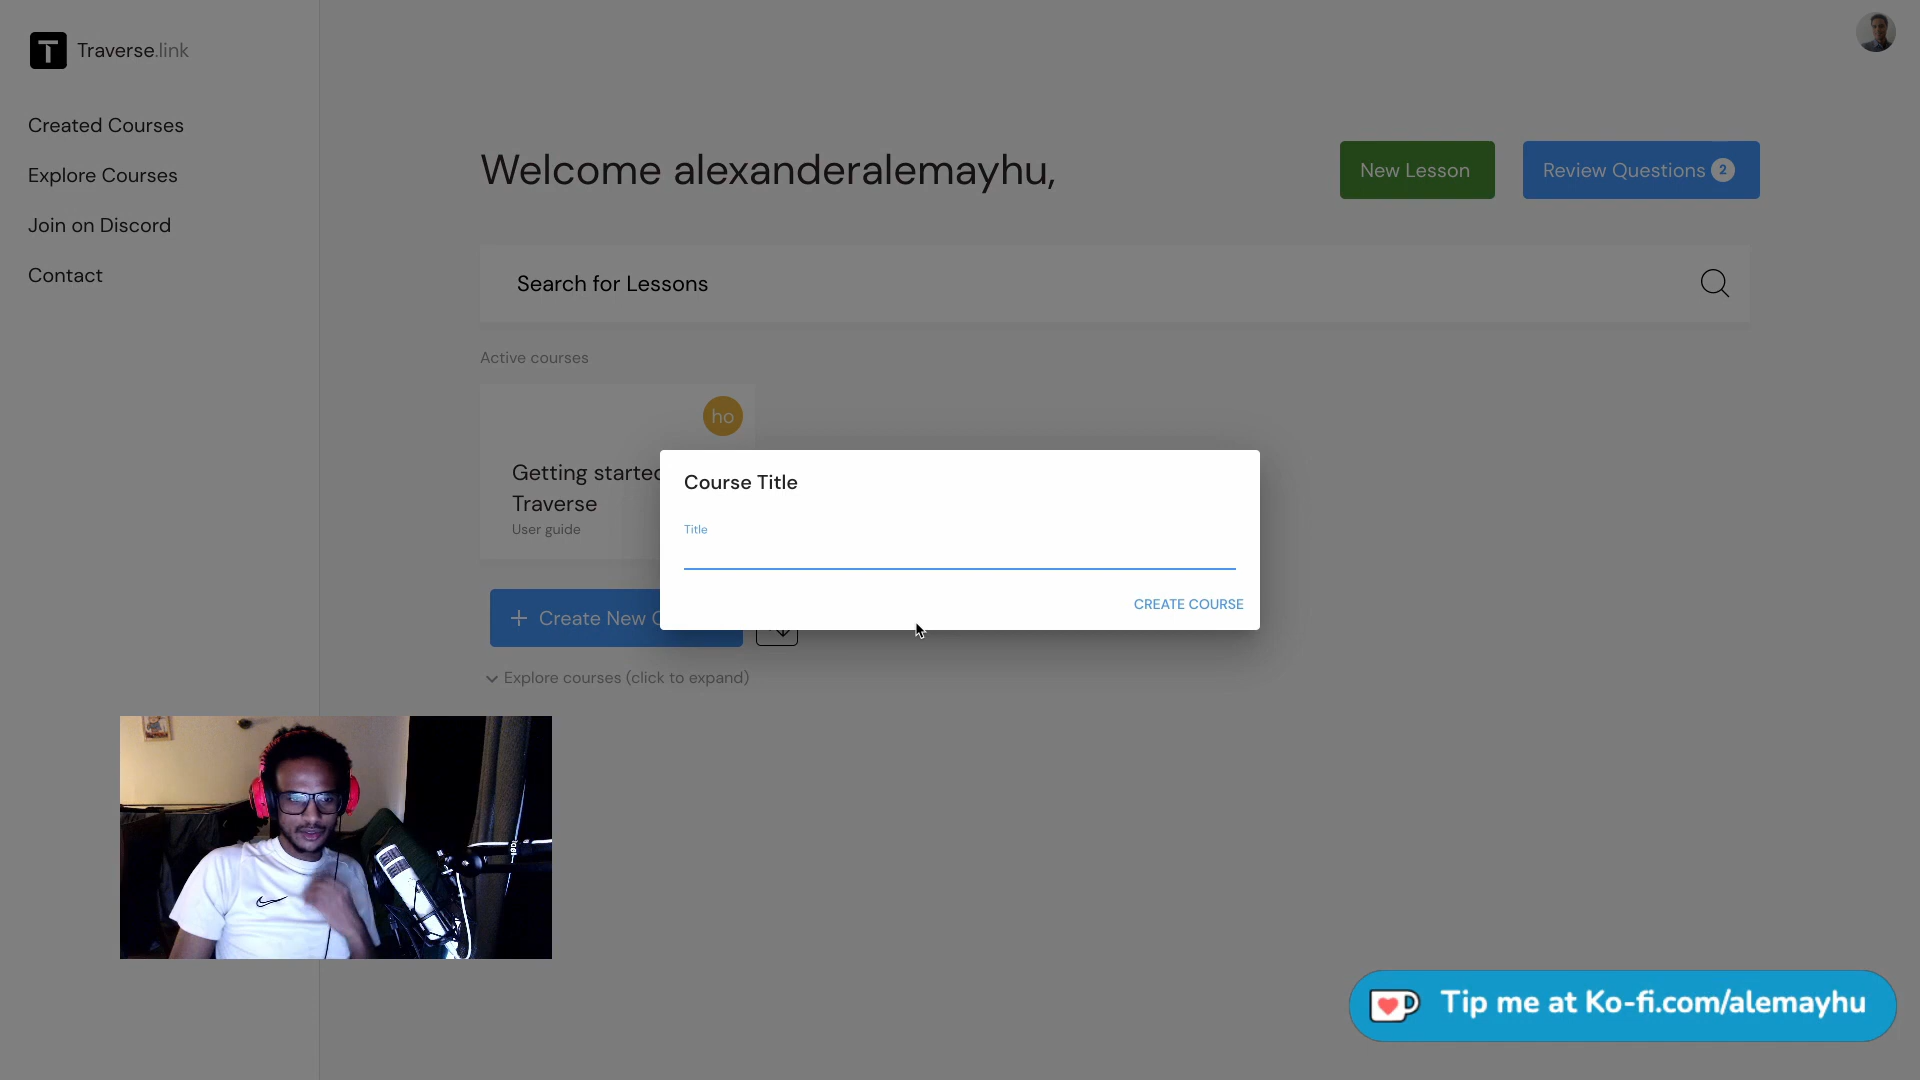 Traverse.link
Created Courses
Explore Courses
Join on Discord
Contact
Welcome alexanderalemayhu,
New Lesson
Review Questions 2
Search for Lessons
Active courses
ho
Getting started
Traverse
User guide
Course Title
Title
CREATE COURSE
+ Create New
Explore courses (click to expand)
Tip me at Ko-fi.com/alemayhu